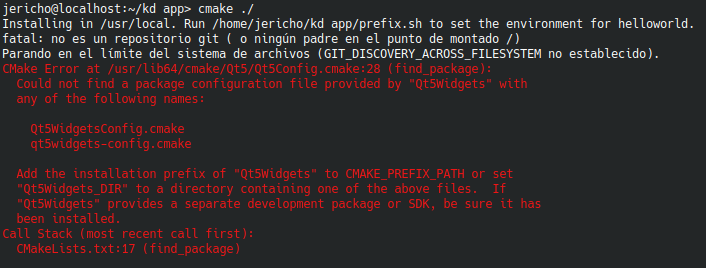 jericho@localhost:~/kd app> cmake ./
Installing in /usr/local. Run /home/jericho/kd app/prefix.sh to set the environment for helloworld.
fatal: no es un repositorio git ( o ningún padre en el punto de montado /)
Parando en el límite del sistema de archivos (GIT_DISCOVERY_ACROSS_FILESYSTEM no establecido).
CMake Error at /usr/lib64/cmake/Qt5/Qt5Config.cmake:28 (find_package):
Could not find a package configuration file provided by "Qt5Widgets" with
any of the following names:
Qt5WidgetsConfig.cmake
qt5widgets-config.cmake
Add the installation prefix of "Qt5Widgets" to CMAKE_PREFIX_PATH or set
"Qt5Widgets_DIR" to a directory containing one of the above files.  If
"Qt5Widgets" provides a separate development package or SDK, be sure it has
been installed.
Call Stack (most recent call first):
CMakeLists.txt:17 (find_package)